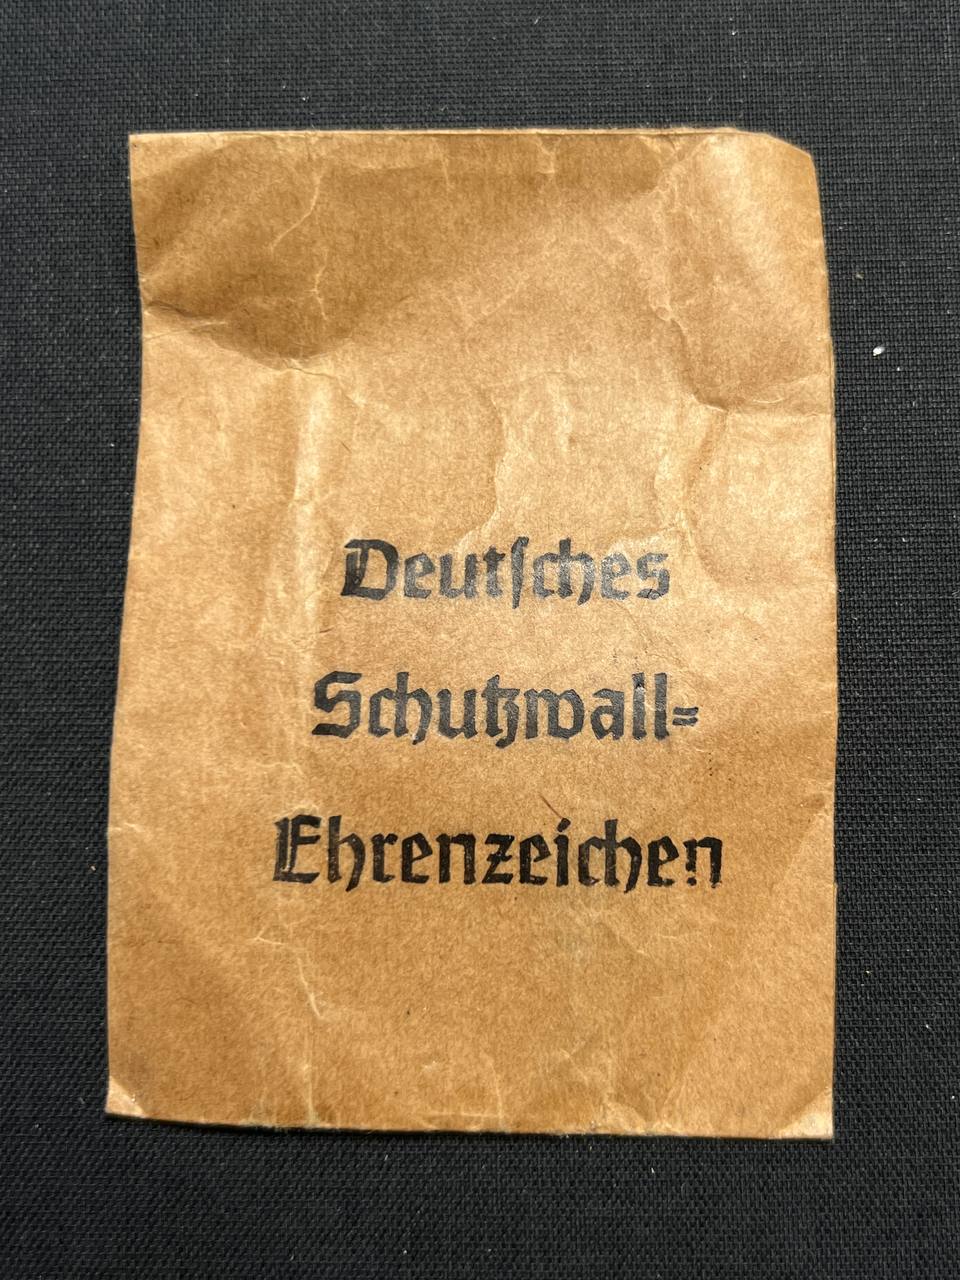 Deutſches
Schutzwall=
Ehrenzeichen